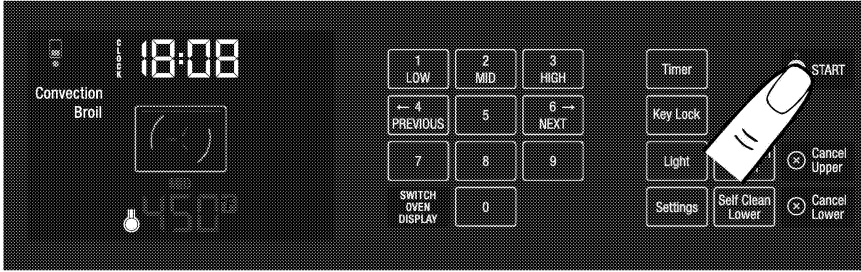 CLOCK
18:08
Convection
Broil
450
1
LOW
2
MID
3
HIGH
← 4
PREVIOUS
5
6 →
NEXT
7
8
9
SWITCH
OVEN
DISPLAY
0
Timer
Key Lock
Light
Settings
Self Clean
Lower
START
Cancel
Upper
Cancel
Lower